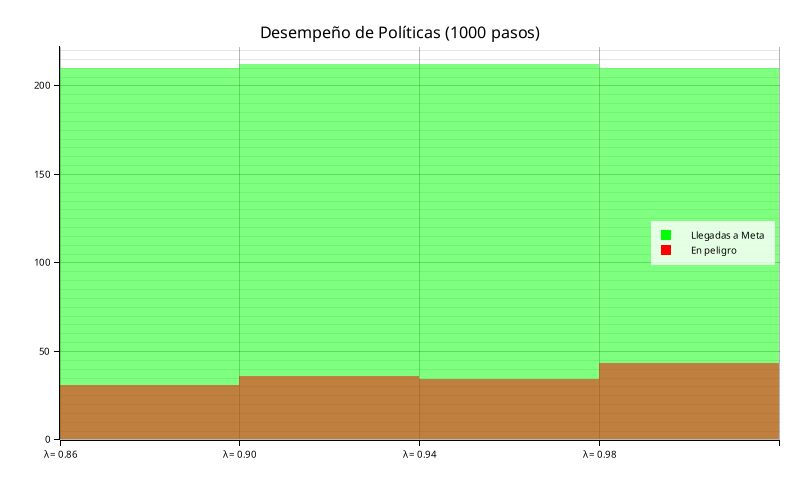 Desempeño de Políticas (1000 pasos)
200
150
100
50
0
Llegadas a Meta
En peligro
λ= 0.86
λ= 0.90
λ= 0.94
λ= 0.98